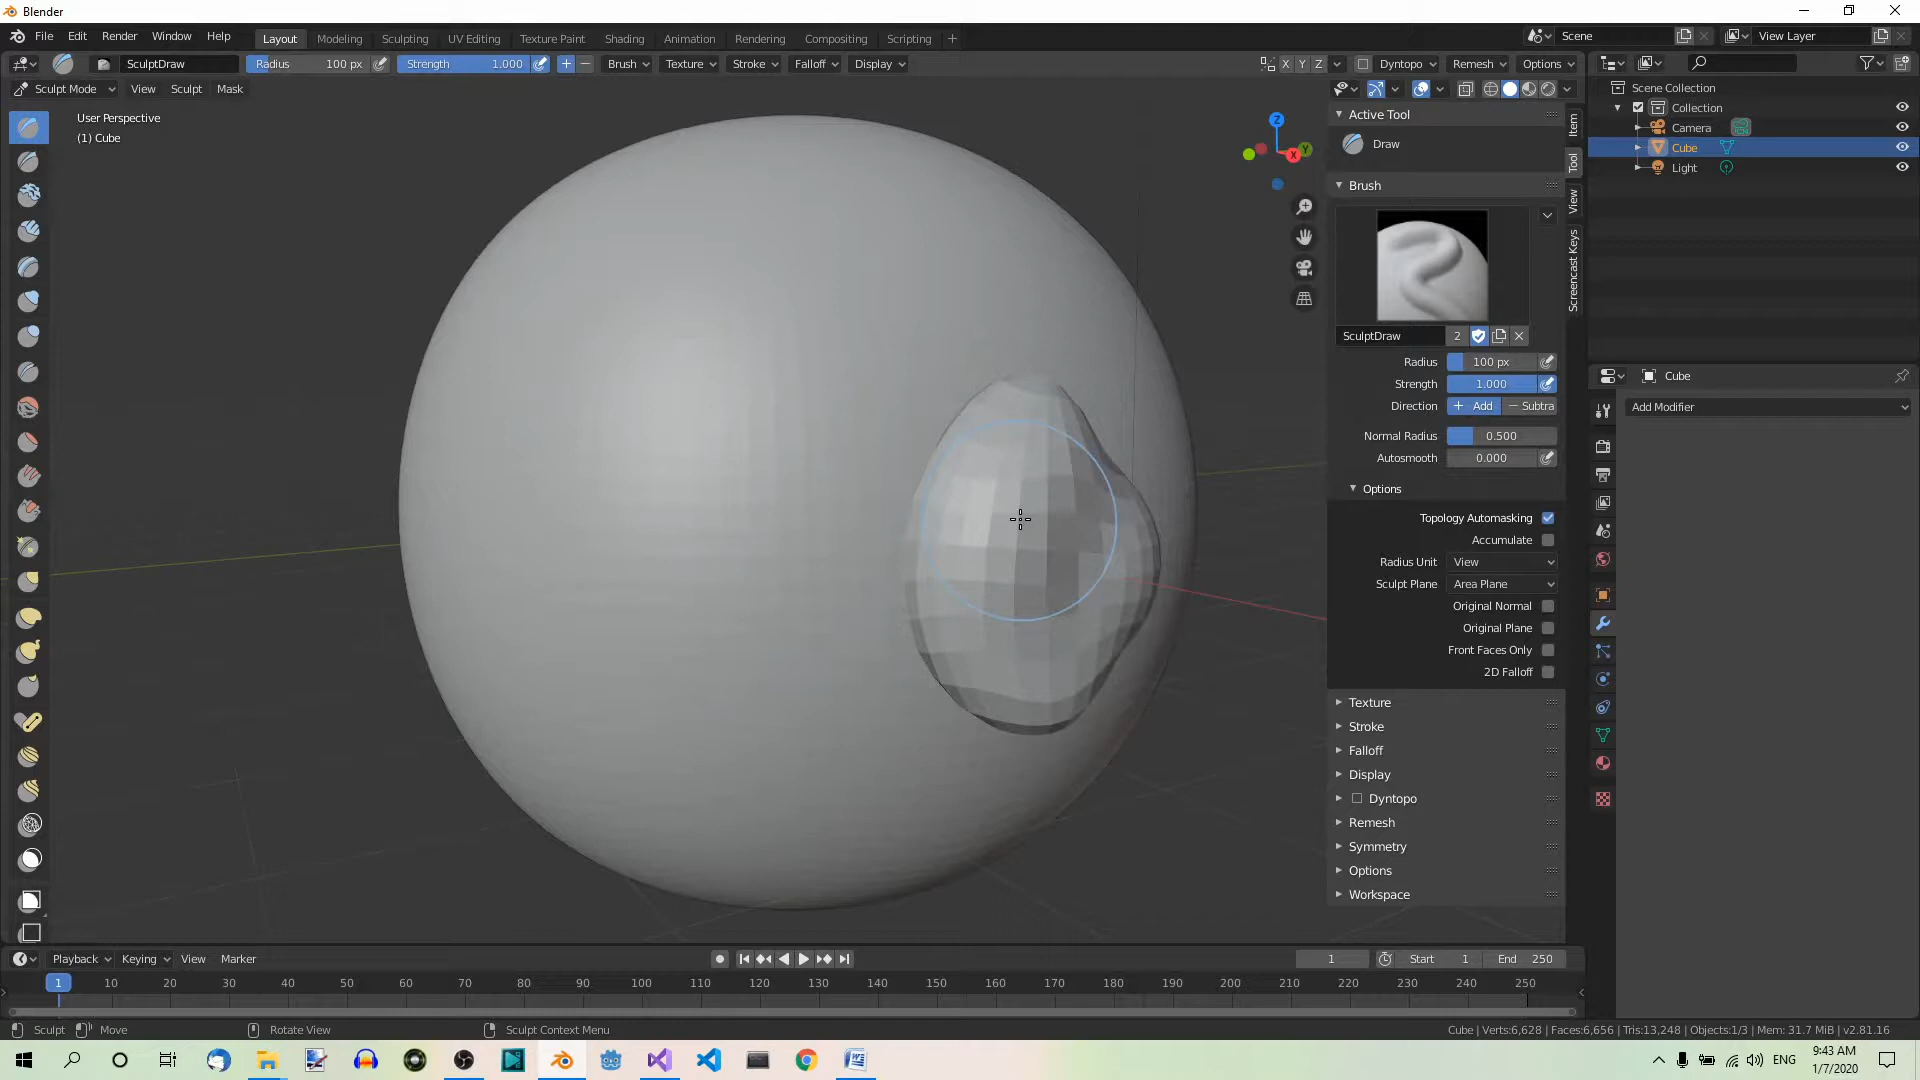 Blender
File Edit Render Window Help
Layout Modeling Sculpting UV Editing Texture Paint Shading Animation Rendering Compositing Scripting +
Scene
View Layer
SculptDraw Radius 100 px Strength 1.000 + − Brush Texture Stroke Falloff Display
X Y Z Dyntopo Remesh Options
Sculpt Mode View Sculpt Mask
User Perspective
(1) Cube
Z
Y
X
Active Tool
Draw
Brush
SculptDraw 2
Radius 100 px
Strength 1.000
Direction + Add − Subtra
Normal Radius 0.500
Autosmooth 0.000
Options
Topology Automasking
Accumulate
Radius Unit View
Sculpt Plane Area Plane
Original Normal
Original Plane
Front Faces Only
2D Falloff
Texture
Stroke
Falloff
Display
Dyntopo
Remesh
Symmetry
Options
Workspace
Item
Tool
View
Screencast Keys
Scene Collection
Collection
Camera
Cube
Light
Cube
Add Modifier
Playback Keying View Marker
1 Start 1 End 250
1 10 20 30 40 50 60 70 80 90 100 110 120 130 140 150 160 170 180 190 200 210 220 230 240 250
Sculpt Move Rotate View Sculpt Context Menu
Cube | Verts:6,628 | Faces:6,656 | Tris:13,248 | Objects:1/3 | Mem: 31.7 MiB | v2.81.16
ENG
9:43 AM
1/7/2020